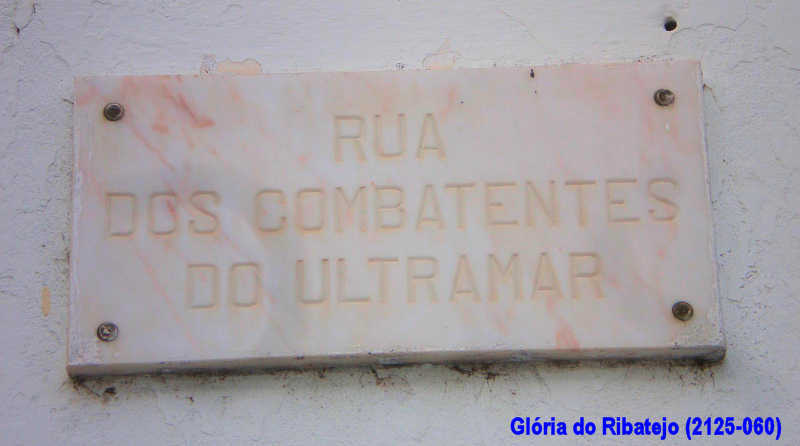 RUA
DOS COMBATENTES
DO ULTRAMAR
Glória do Ribatejo (2125-060)